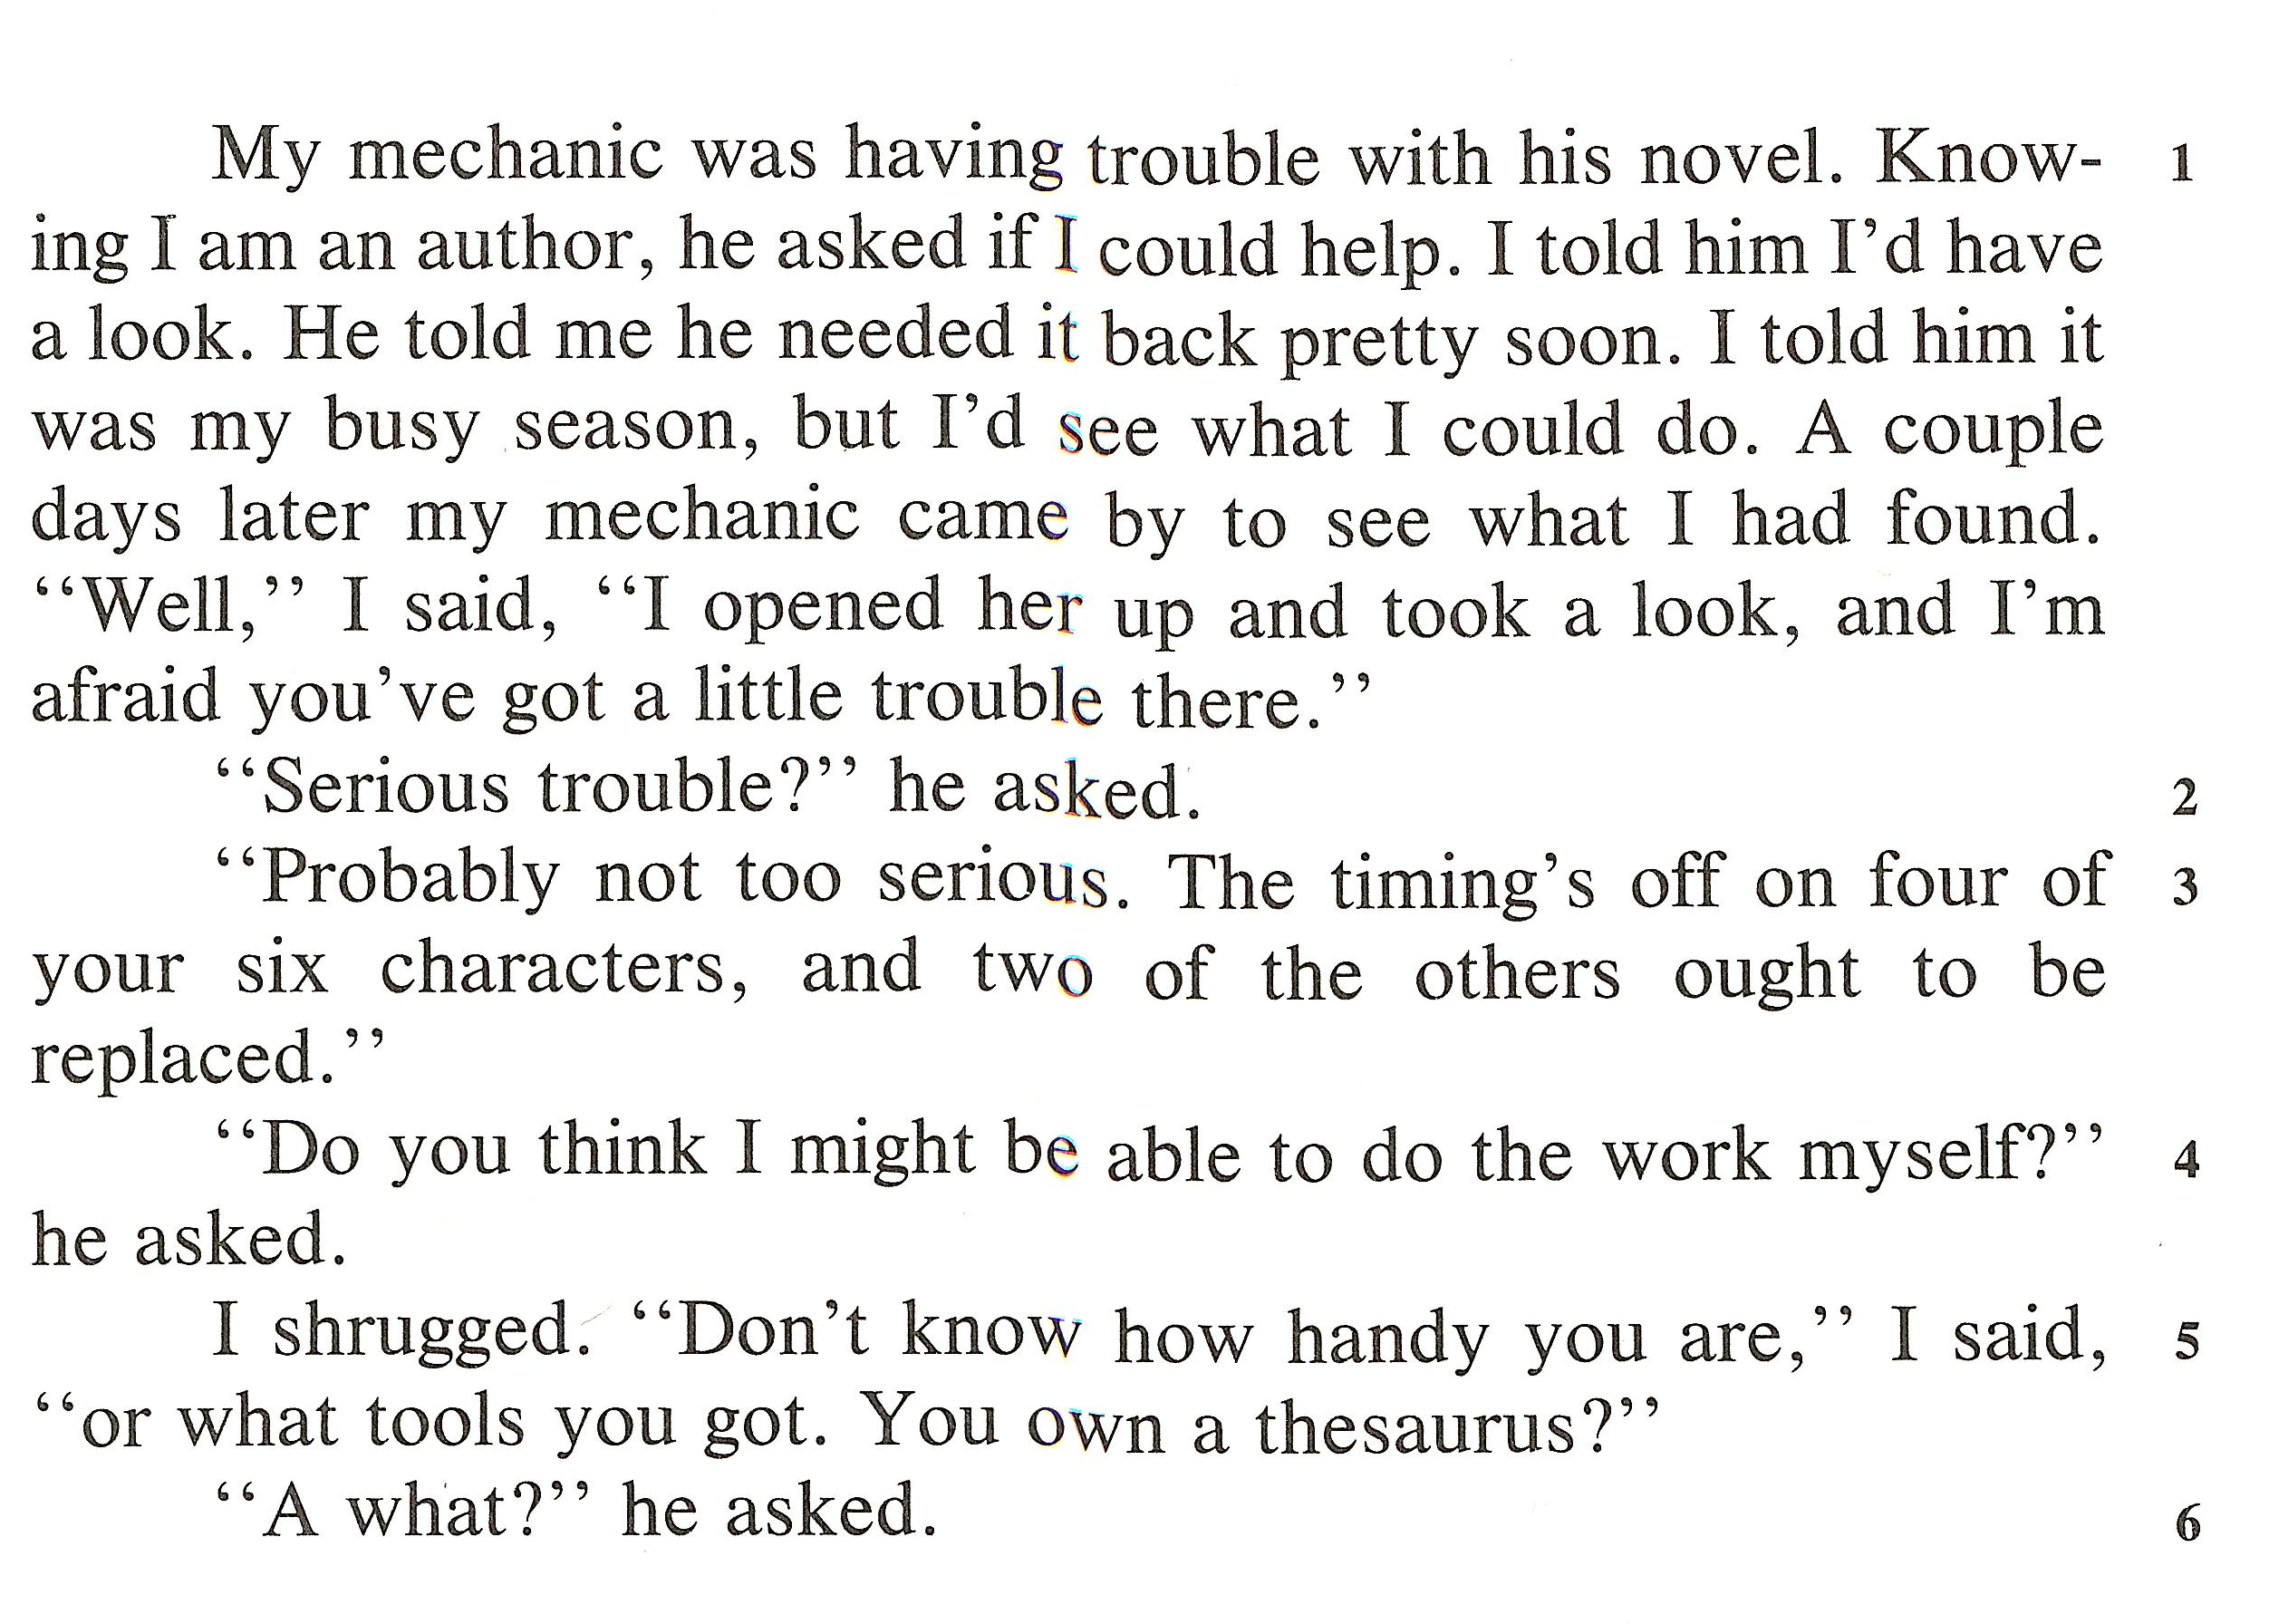 My mechanic was having trouble with his novel. Know- 1
ing I am an author, he asked if I could help. I told him I’d have
a look. He told me he needed it back pretty soon. I told him it
was my busy season, but I’d see what I could do. A couple
days later my mechanic came by to see what I had found.
‘‘Well,’’ I said, ‘‘I opened her up and took a look, and I’m
afraid you’ve got a little trouble there.’’
‘‘Serious trouble?’’ he asked. 2
‘‘Probably not too serious. The timing’s off on four of 3
your six characters, and two of the others ought to be
replaced.’’
‘‘Do you think I might be able to do the work myself?’’ 4
he asked.
I shrugged. ‘‘Don’t know how handy you are,’’ I said, 5
‘‘or what tools you got. You own a thesaurus?’’
‘‘A what?’’ he asked. 6